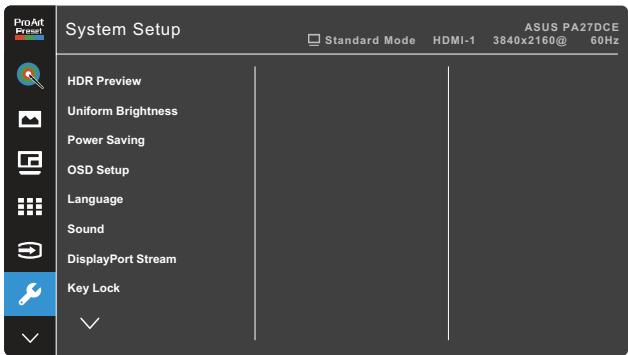 ProArt
Preset
System Setup
Standard Mode HDMI-1
ASUS PA27DCE
3840x2160@ 60Hz
HDR Preview
Uniform Brightness
Power Saving
OSD Setup
Language
Sound
DisplayPort Stream
Key Lock